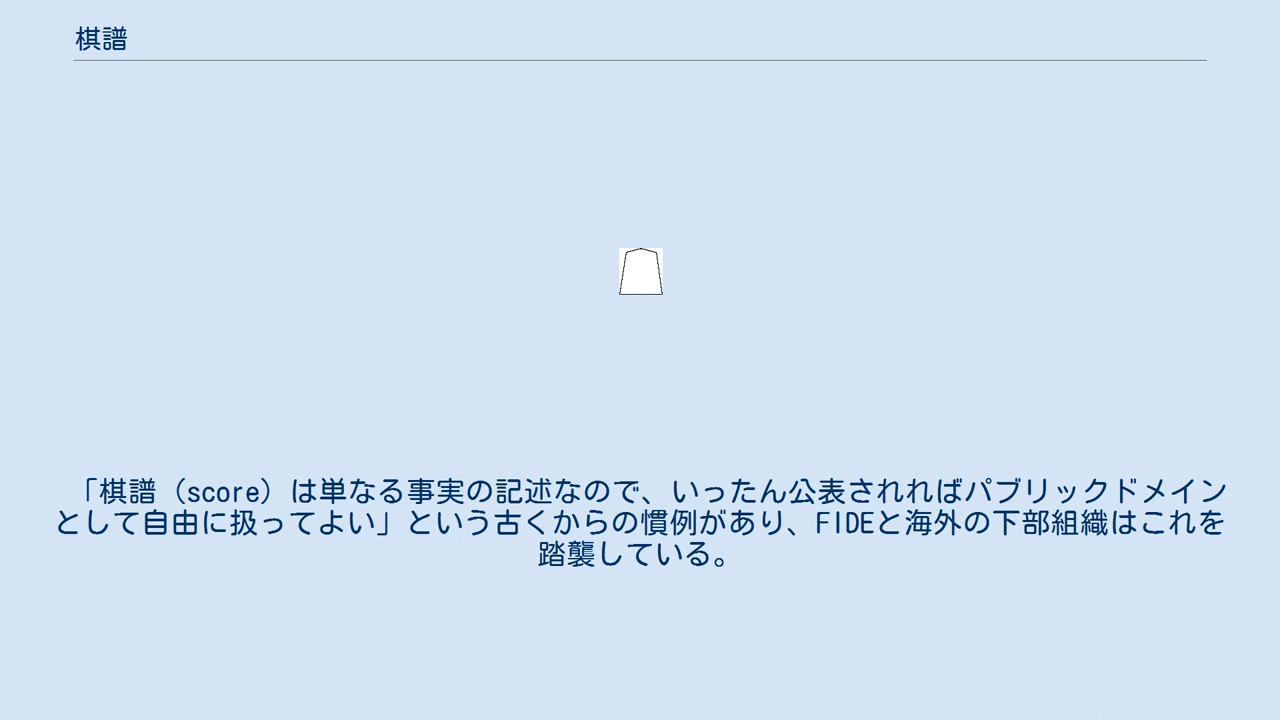 棋譜
「棋譜（score）は単なる事実の記述なので、いったん公表されればパブリックドメイン
として自由に扱ってよい」という古くからの慣例があり、FIDEと海外の下部組織はこれを
踏襲している。